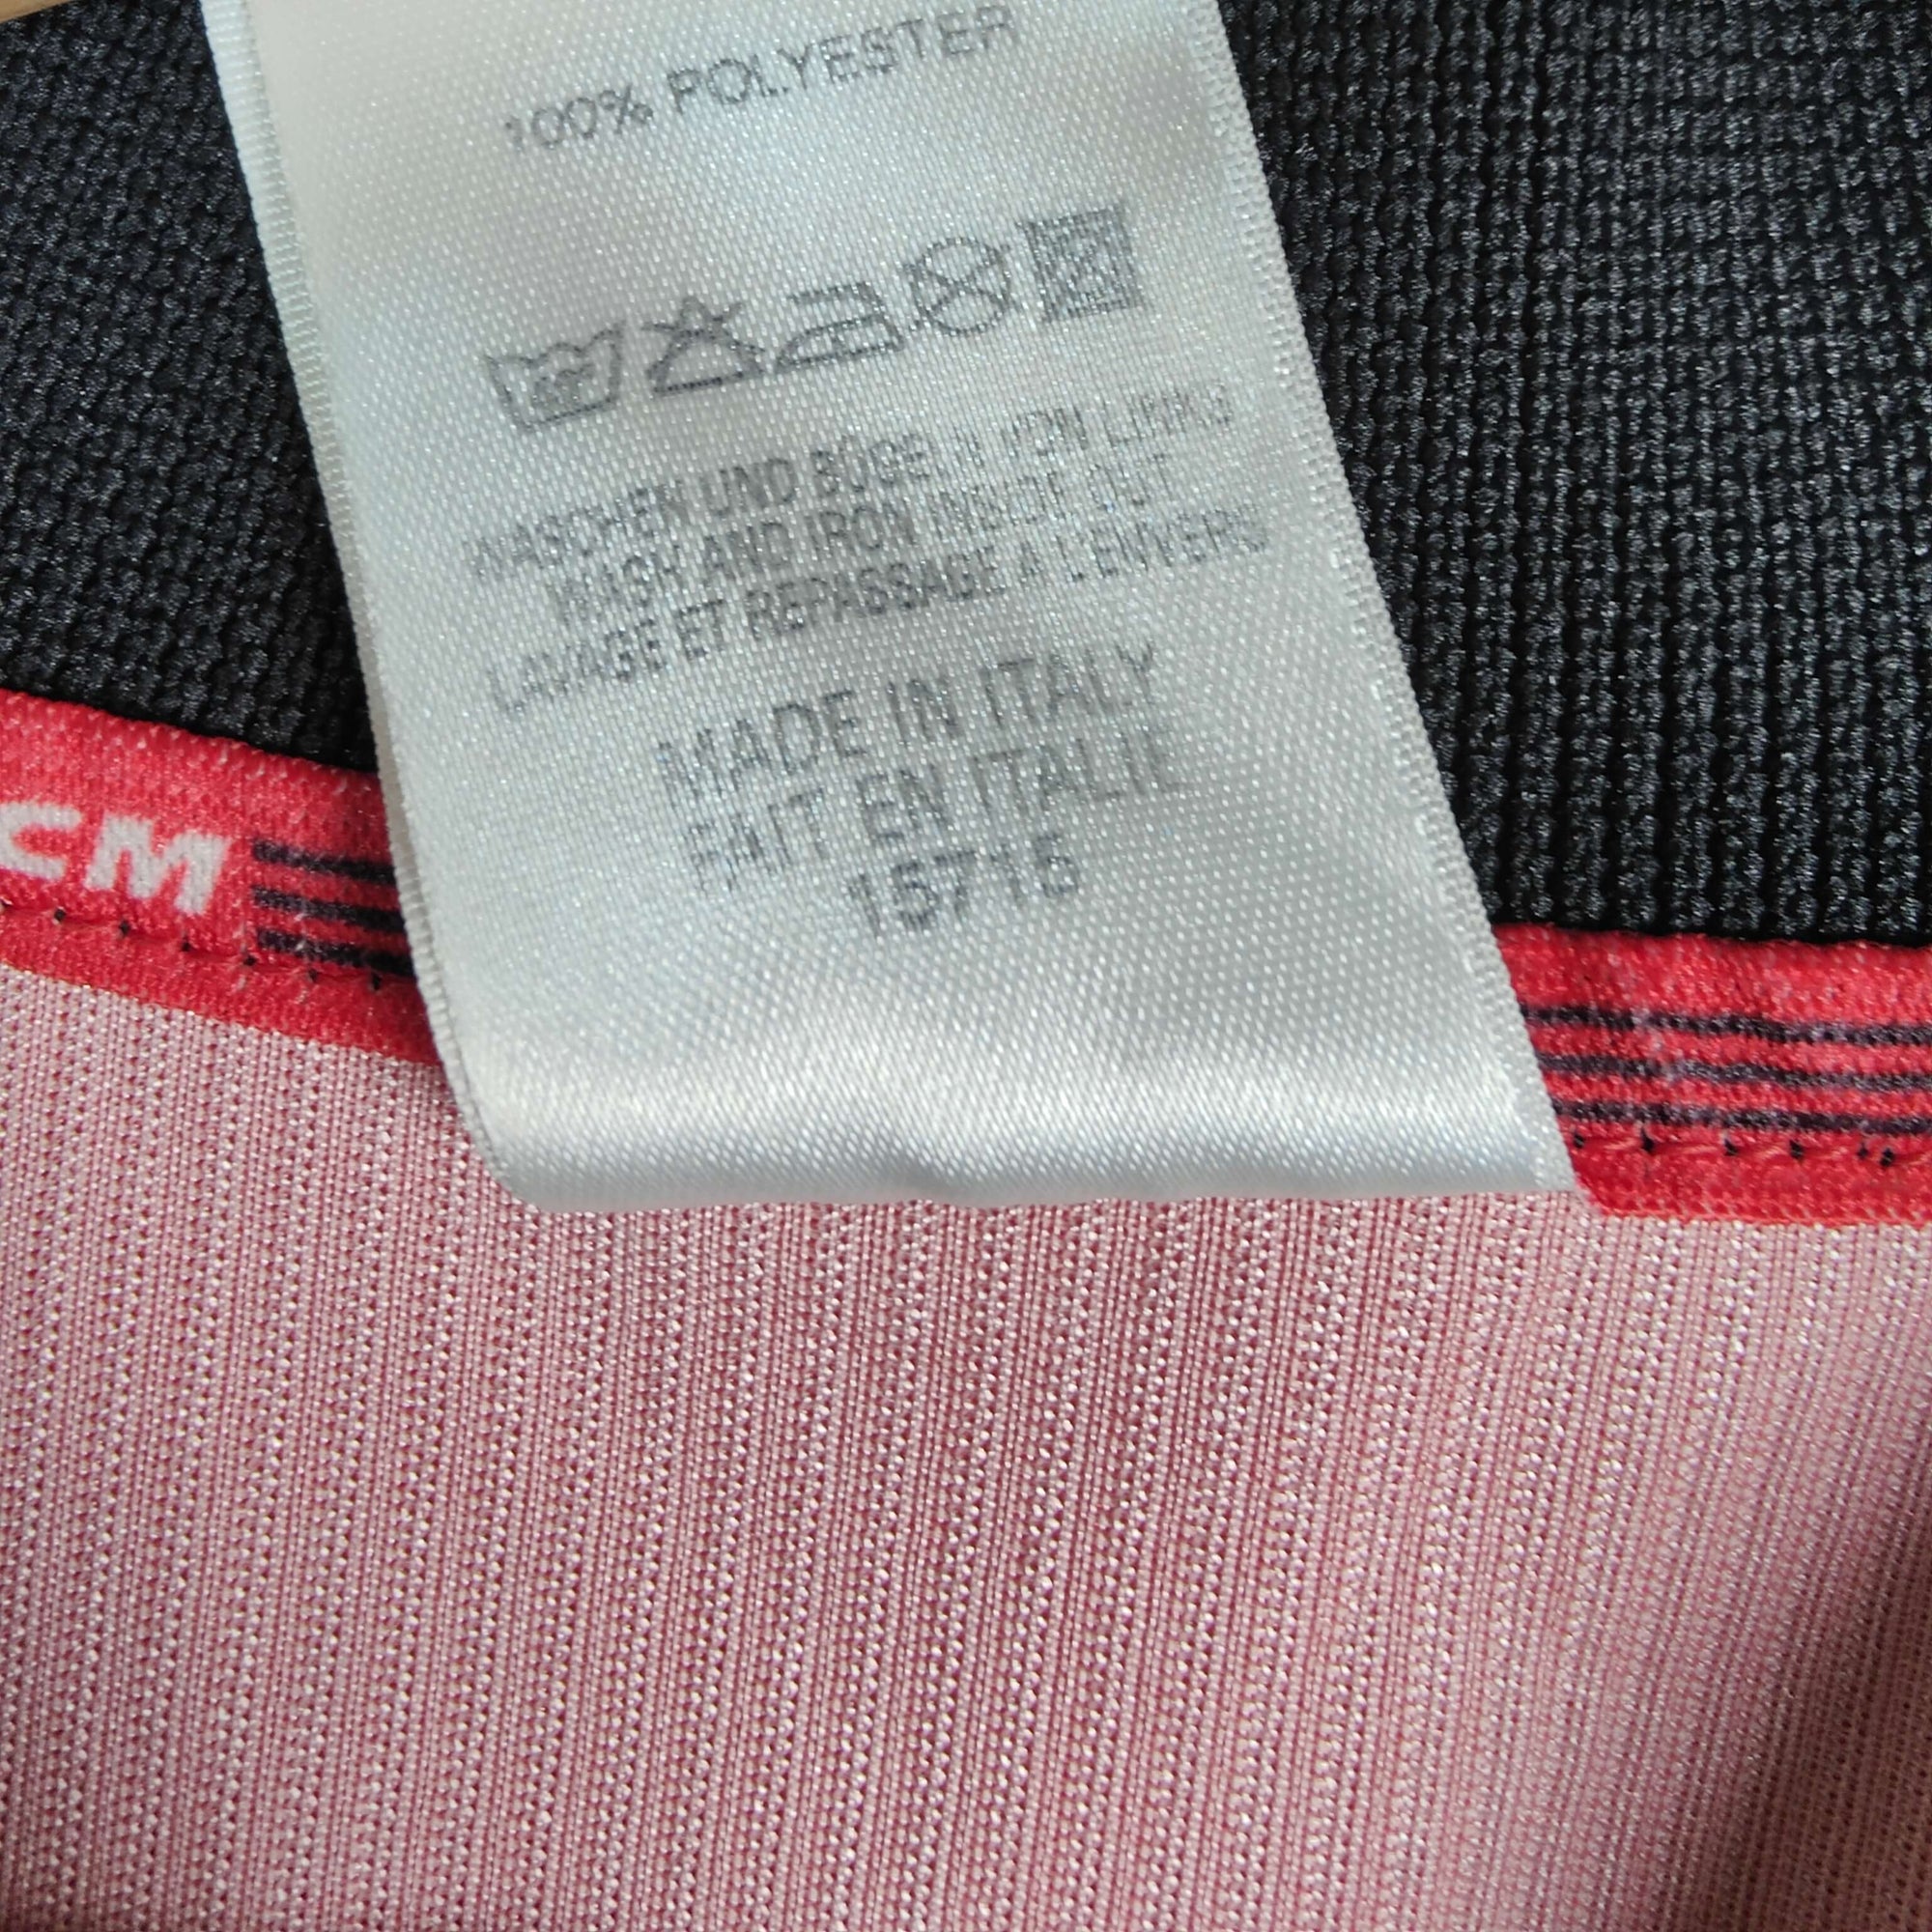 100% POLYESTER
WASCHEN UND BÜGELN VON LINKS
WASH AND IRON INSIDE OUT
LAVAGE ET REPASSAGE A L'ENVERS
MADE IN ITALY
FAIT EN ITALIE
15715
CM